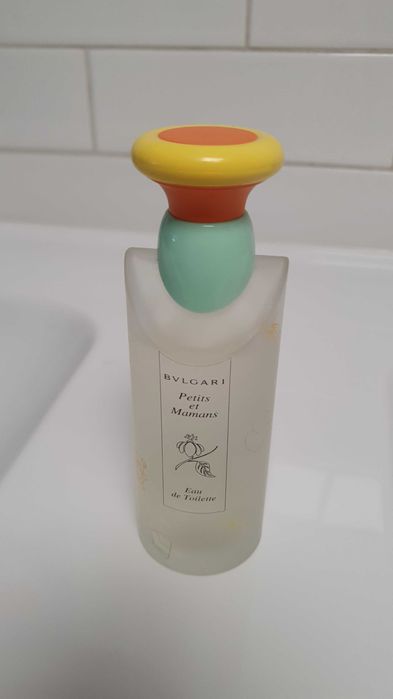 BVLGARI
Petits
et
Mamans
Eau
de Toilette